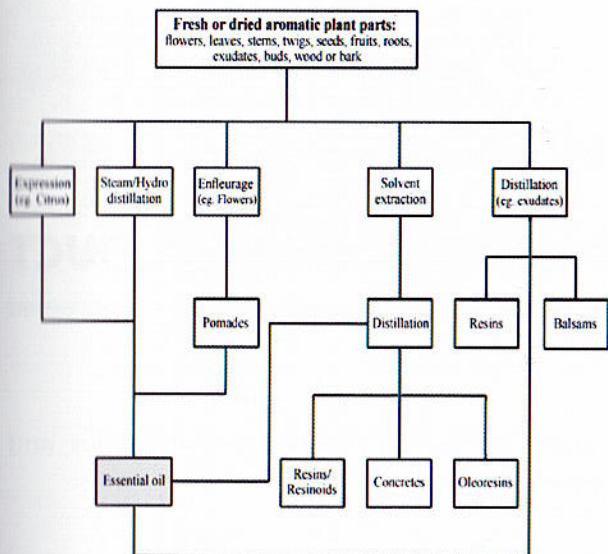 Fresh or dried aromatic plant parts:
flowers, leaves, stems, twigs, seeds, fruits, roots,
exudates, buds, wood or bark
Expression
(eg. Citrus)
Steam/Hydro
distillation
Enfleurage
(eg. Flowers)
Solvent
extraction
Distillation
(eg. exudates)
Pomades
Distillation
Resins
Balsams
Essential oil
Resins/
Resinoids
Concretes
Oleoresins